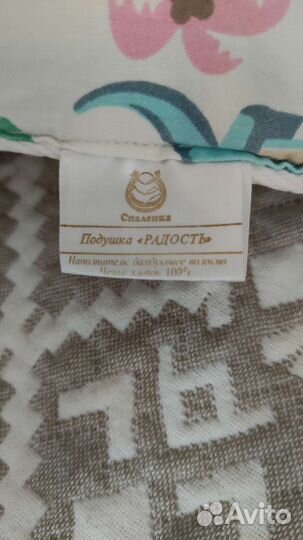 Спаленка
Подушка «РАДОСТЬ»
Наполнитель: бамбуковое волокно
Чехол: хлопок, 100%
Avito